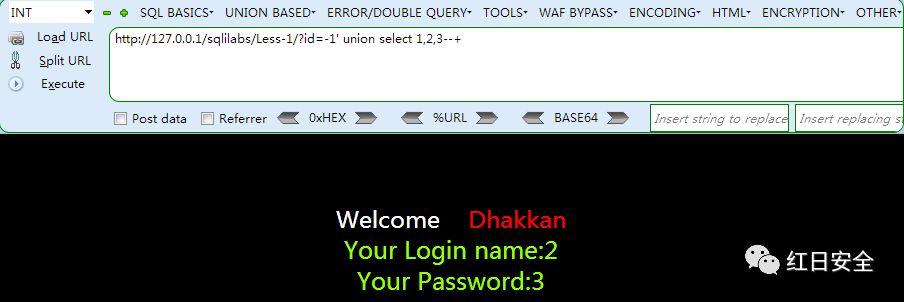 INT SQL BASICS UNION BASED ERROR/DOUBLE QUERY TOOLS WAF BYPASS ENCODING HTML ENCRYPTION OTHER
Load URL http://127.0.0.1/sqlilabs/Less-1/?id=-1' union select 1,2,3--+
Split URL
Execute
Post data Referrer 0xHEX %URL BASE64 Insert string to replace Insert replacing
Welcome Dhakkan
Your Login name:2
Your Password:3
红日安全